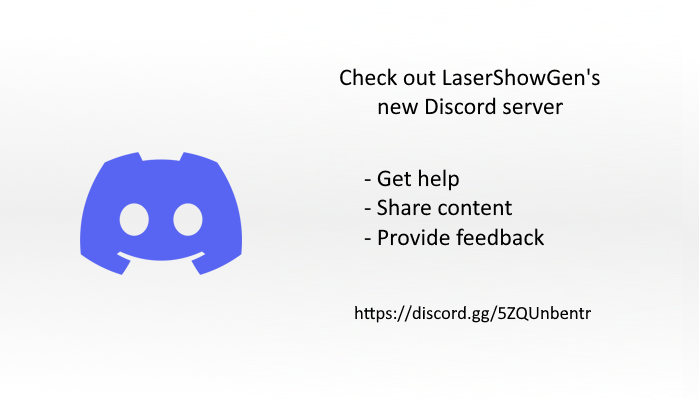 Check out LaserShowGen's
new Discord server
- Get help
- Share content
- Provide feedback
https://discord.gg/5ZQUnbentr